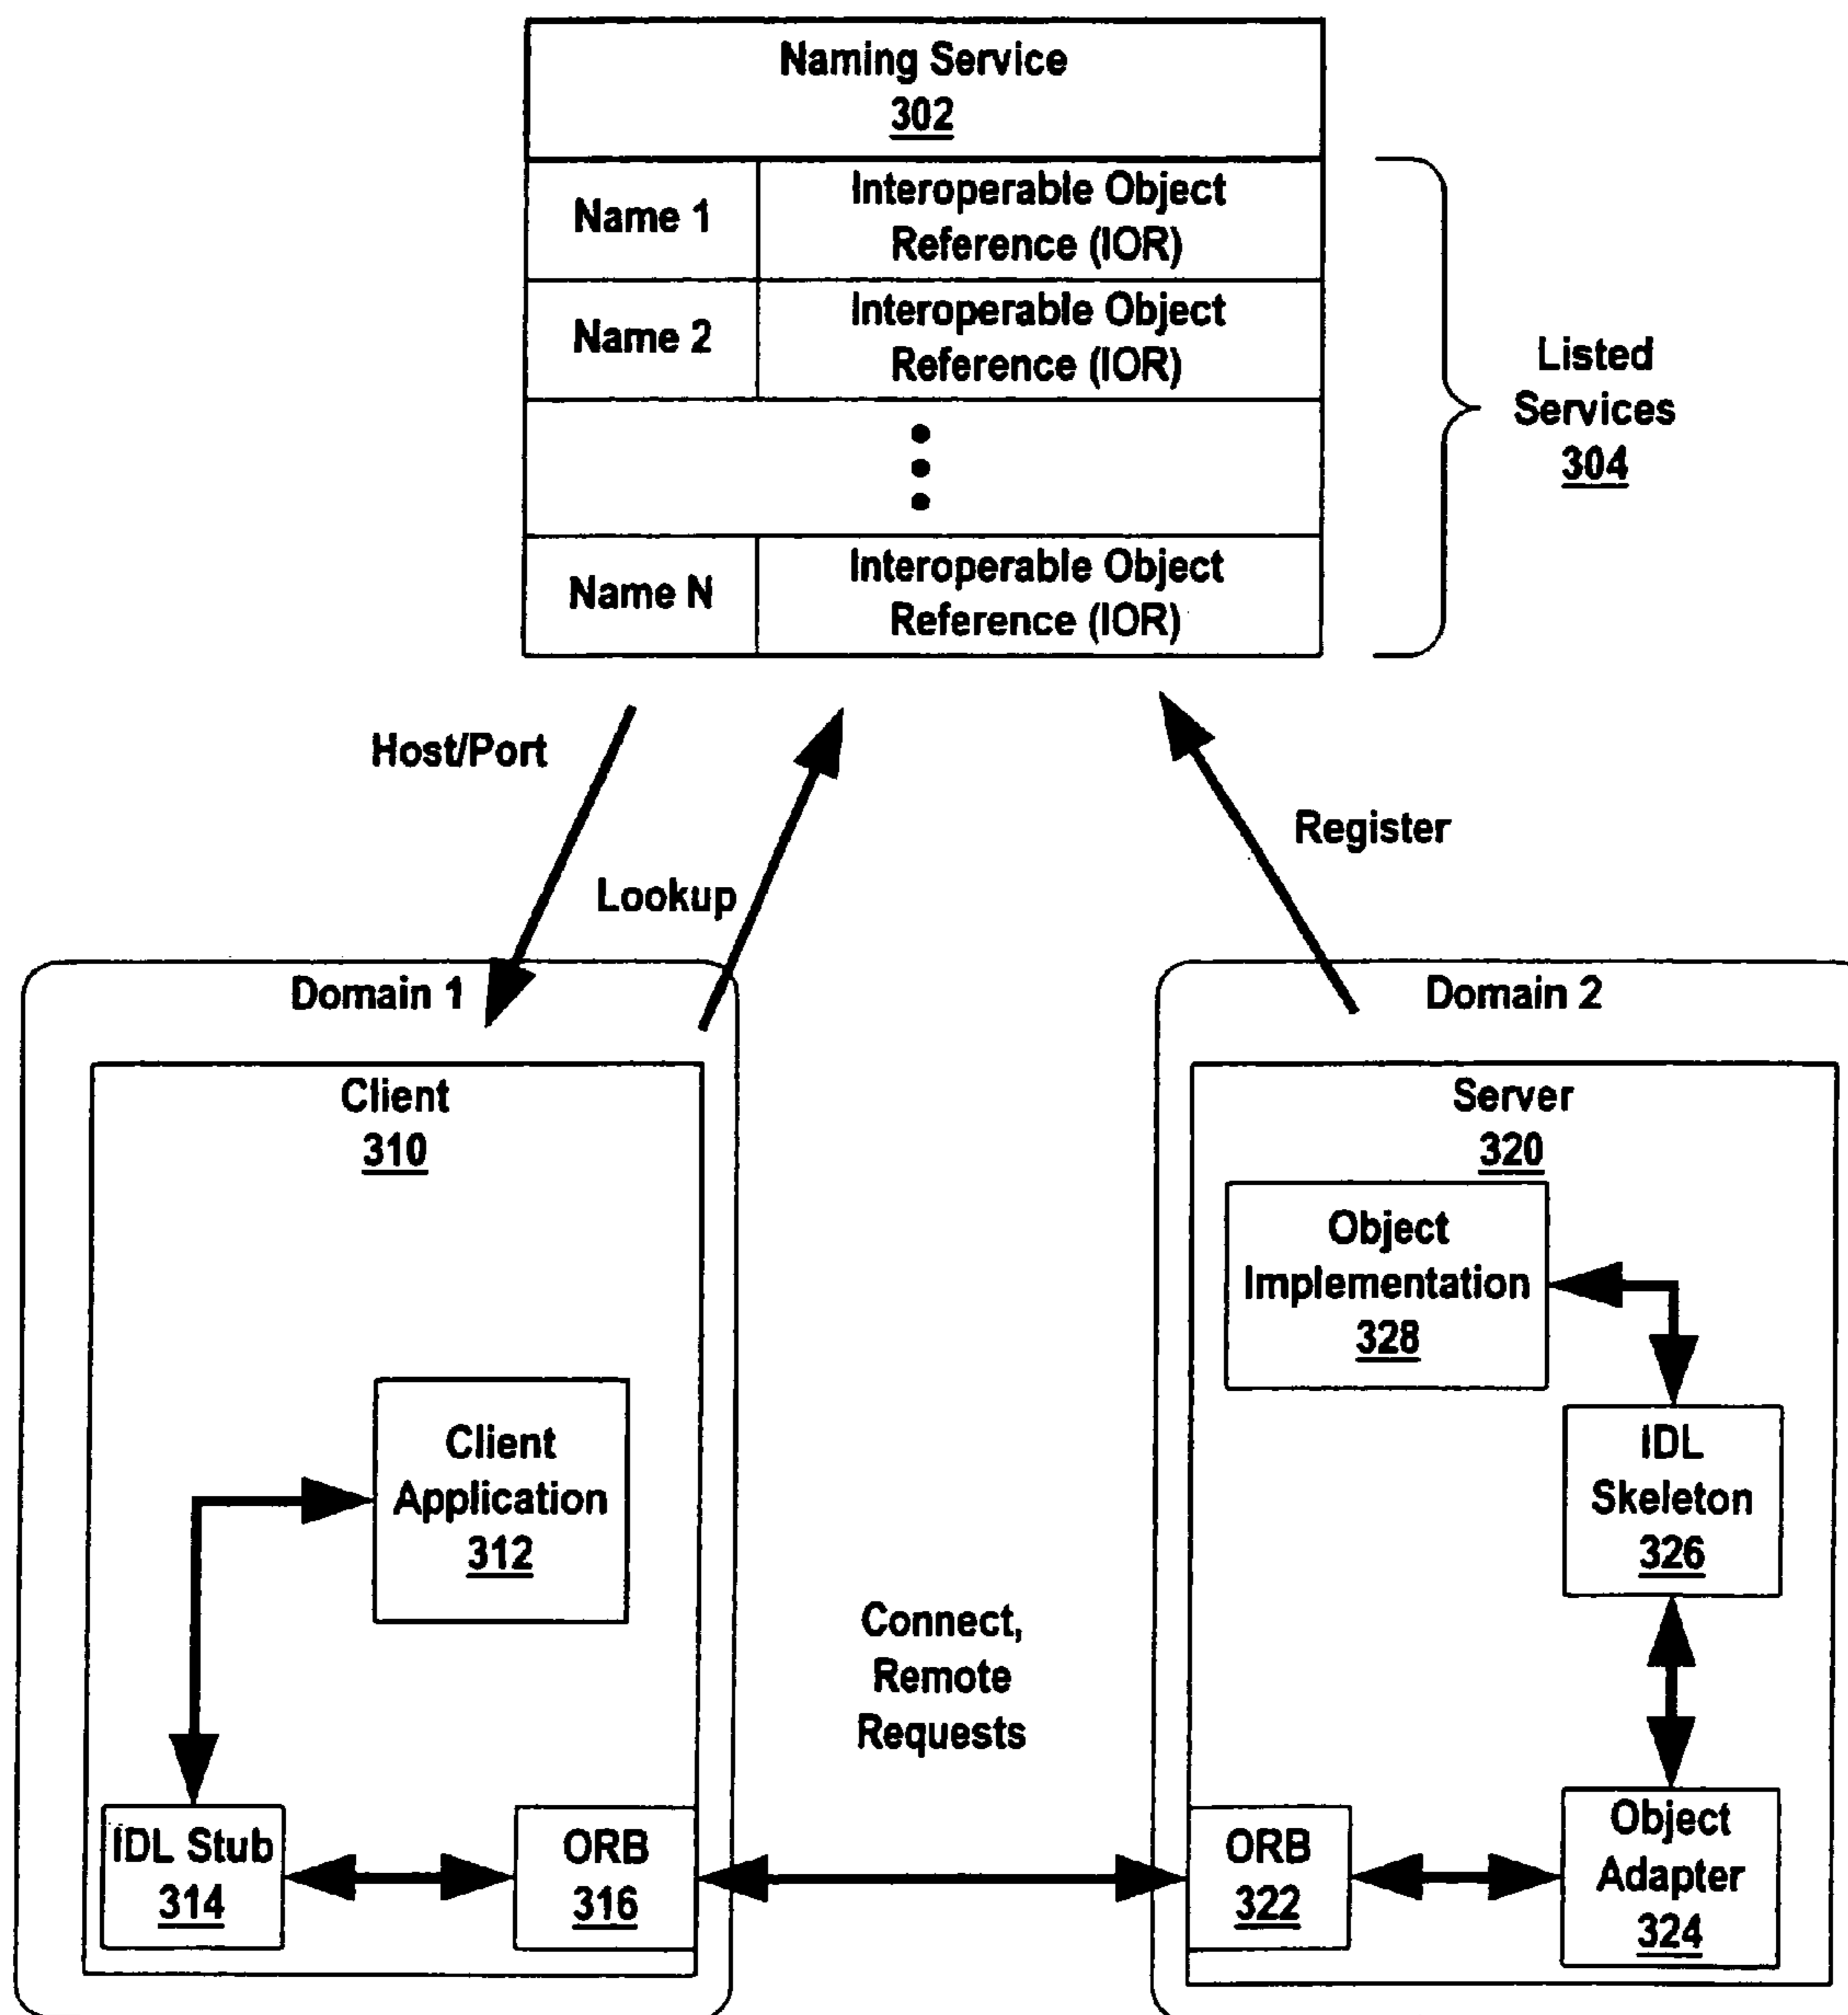 Naming Service
302
Name 1
Interoperable Object
Reference (IOR)
Name 2
Interoperable Object
Reference (IOR)
Name N
Interoperable Object
Reference (IOR)
Listed
Services
304
Host/Port
Lookup
Register
Domain 1
Client
310
Client
Application
312
IDL Stub
314
ORB
316
Connect,
Remote
Requests
Domain 2
Server
320
Object
Implementation
328
IDL
Skeleton
326
ORB
322
Object
Adapter
324